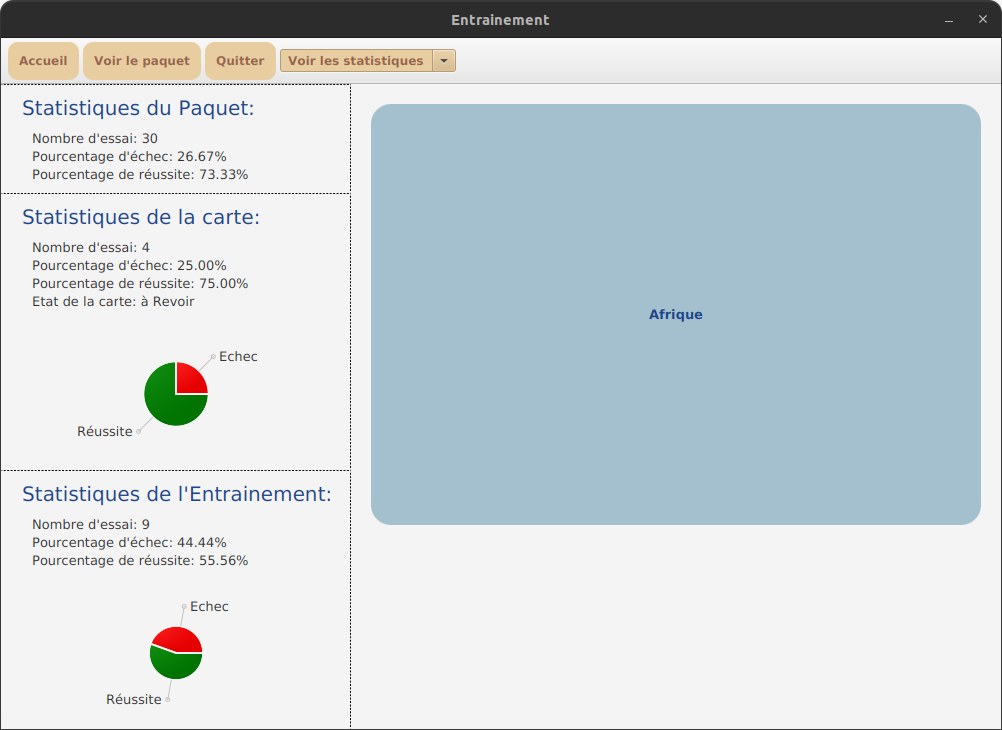 Entrainement
Accueil
Voir le paquet
Quitter
Voir les statistiques
Statistiques du Paquet:
Nombre d'essai: 30
Pourcentage d'échec: 26.67%
Pourcentage de réussite: 73.33%
Statistiques de la carte:
Nombre d'essai: 4
Pourcentage d'échec: 25.00%
Pourcentage de réussite: 75.00%
Etat de la carte: à Revoir
Echec
Réussite
Statistiques de l'Entrainement:
Nombre d'essai: 9
Pourcentage d'échec: 44.44%
Pourcentage de réussite: 55.56%
Echec
Réussite
Afrique